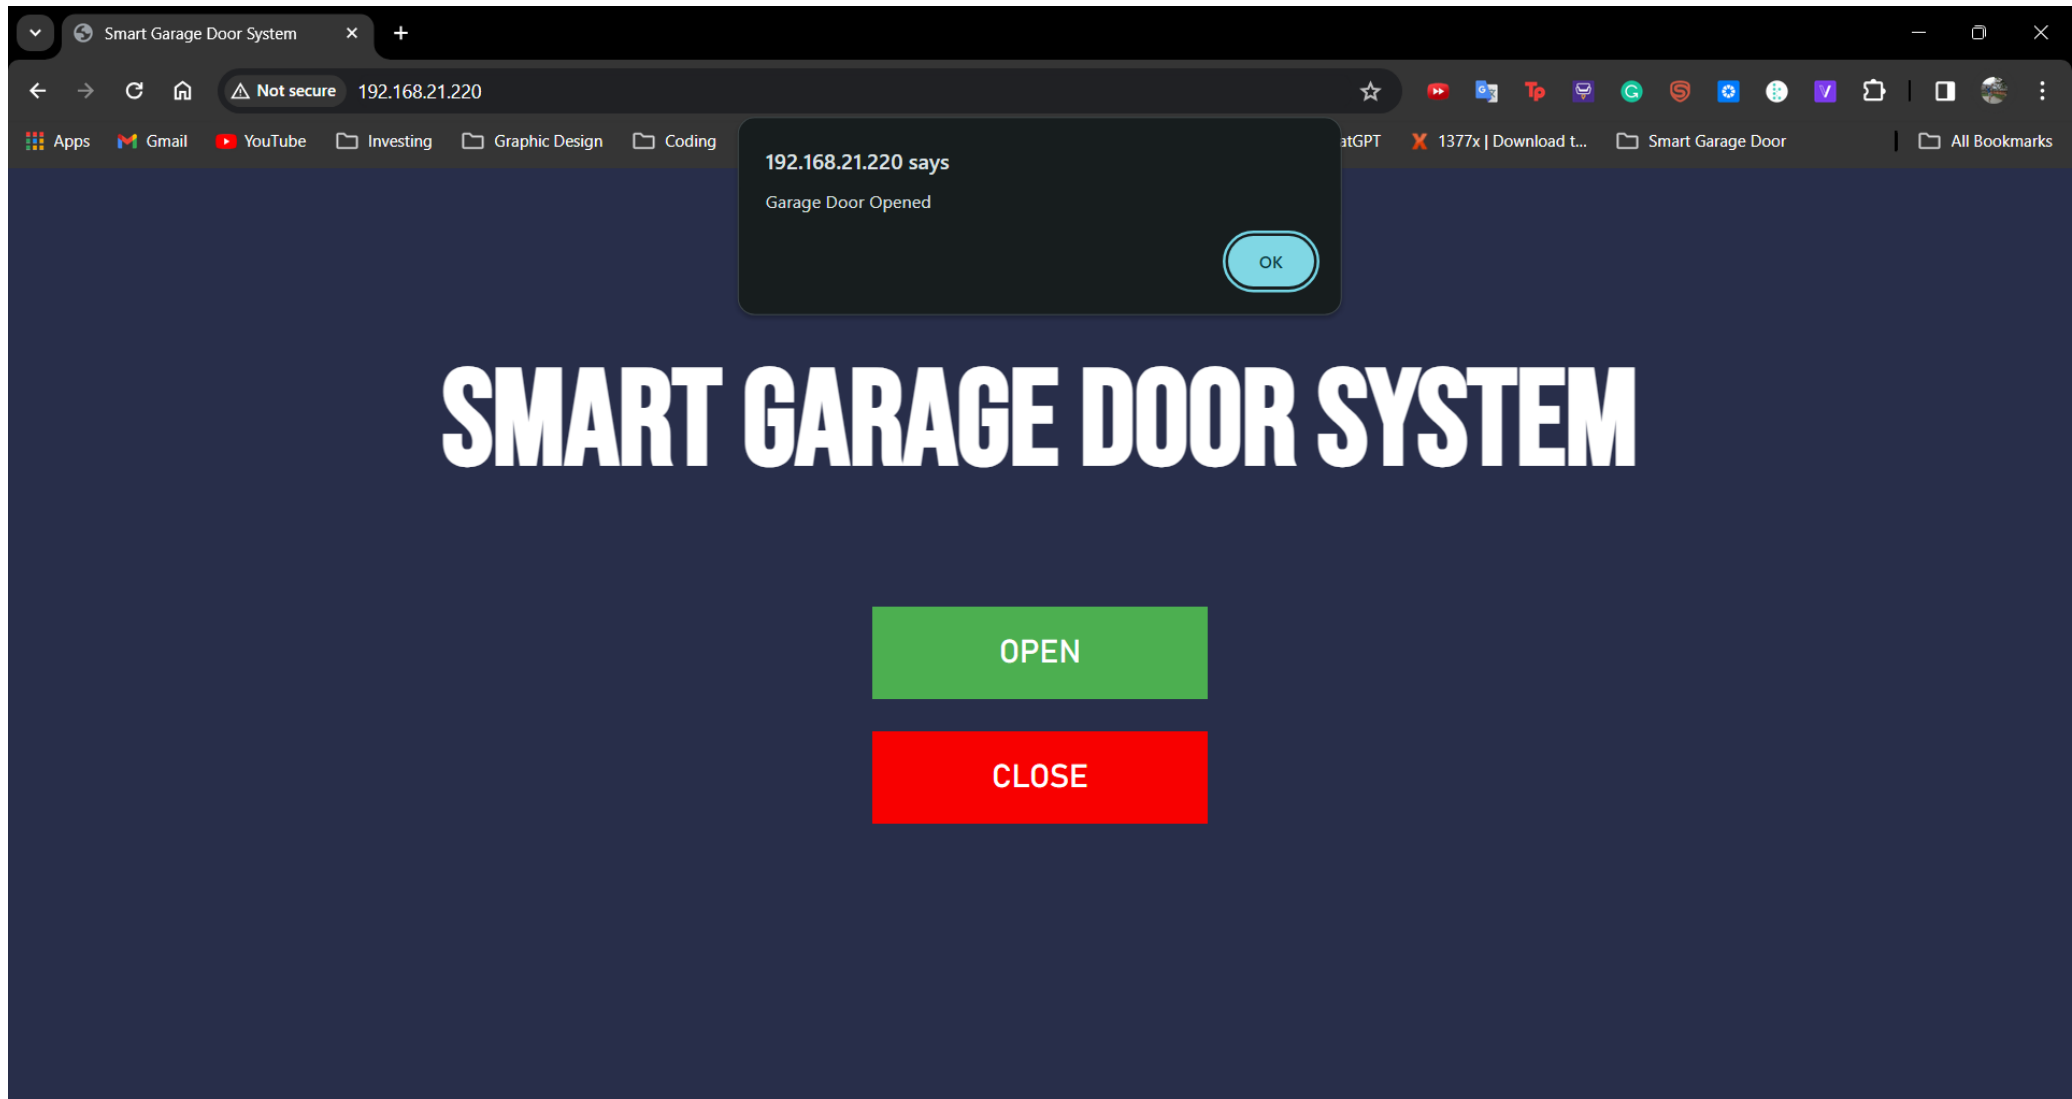 Smart Garage Door System
Not secure 192.168.21.220
Apps Gmail YouTube Investing Graphic Design Coding atGPT 1377x | Download t... Smart Garage Door All Bookmarks
192.168.21.220 says
Garage Door Opened
OK
SMART GARAGE DOOR SYSTEM
OPEN
CLOSE